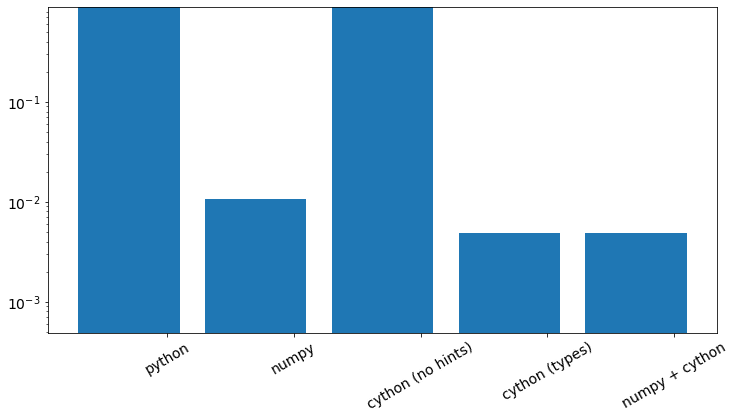 10⁻¹
10⁻²
10⁻³
python
numpy
cython (no hints)
cython (types)
numpy + cython